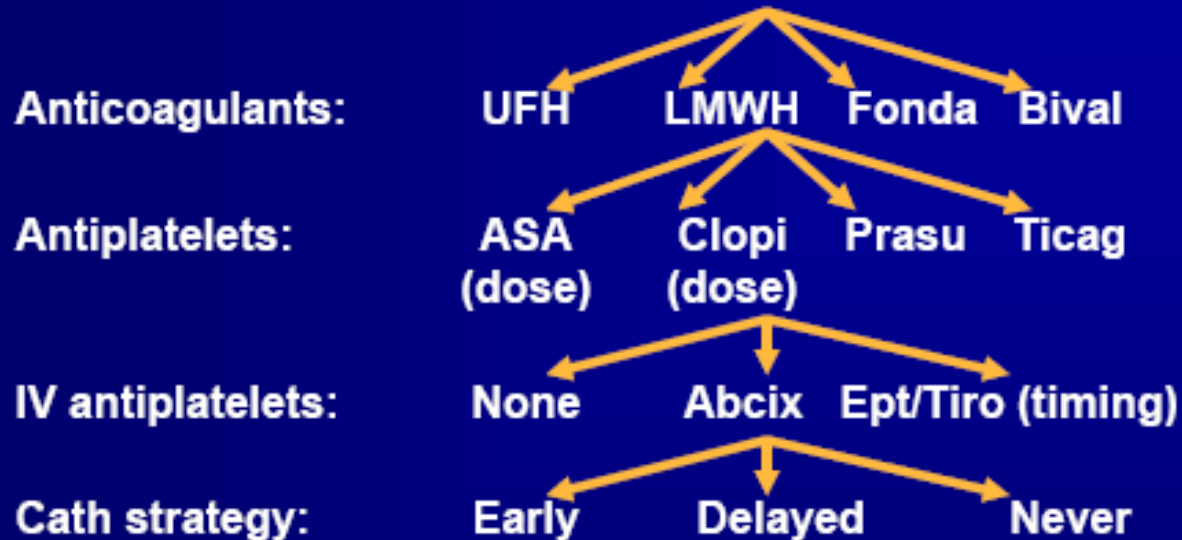 Anticoagulants: UFH LMWH Fonda Bival
Antiplatelets: ASA Clopi Prasu Ticag
(dose) (dose)
IV antiplatelets: None Abcix Ept/Tiro (timing)
Cath strategy: Early Delayed Never